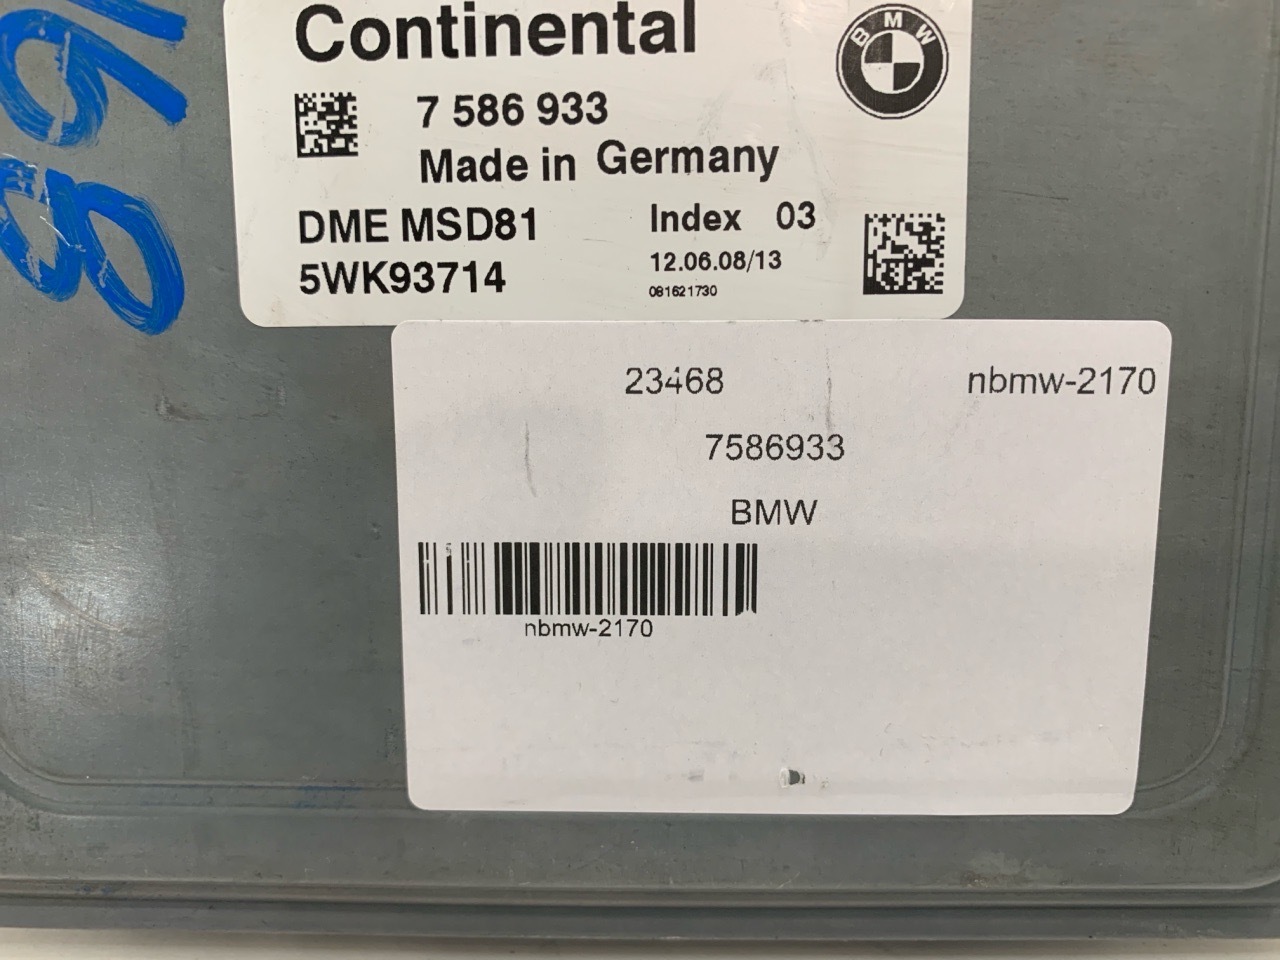 Continental
BMW
7 586 933
Made in Germany
DME MSD81
Index 03
5WK93714
12.06.08/13
081621730
23468
nbmw-2170
7586933
BMW
nbmw-2170